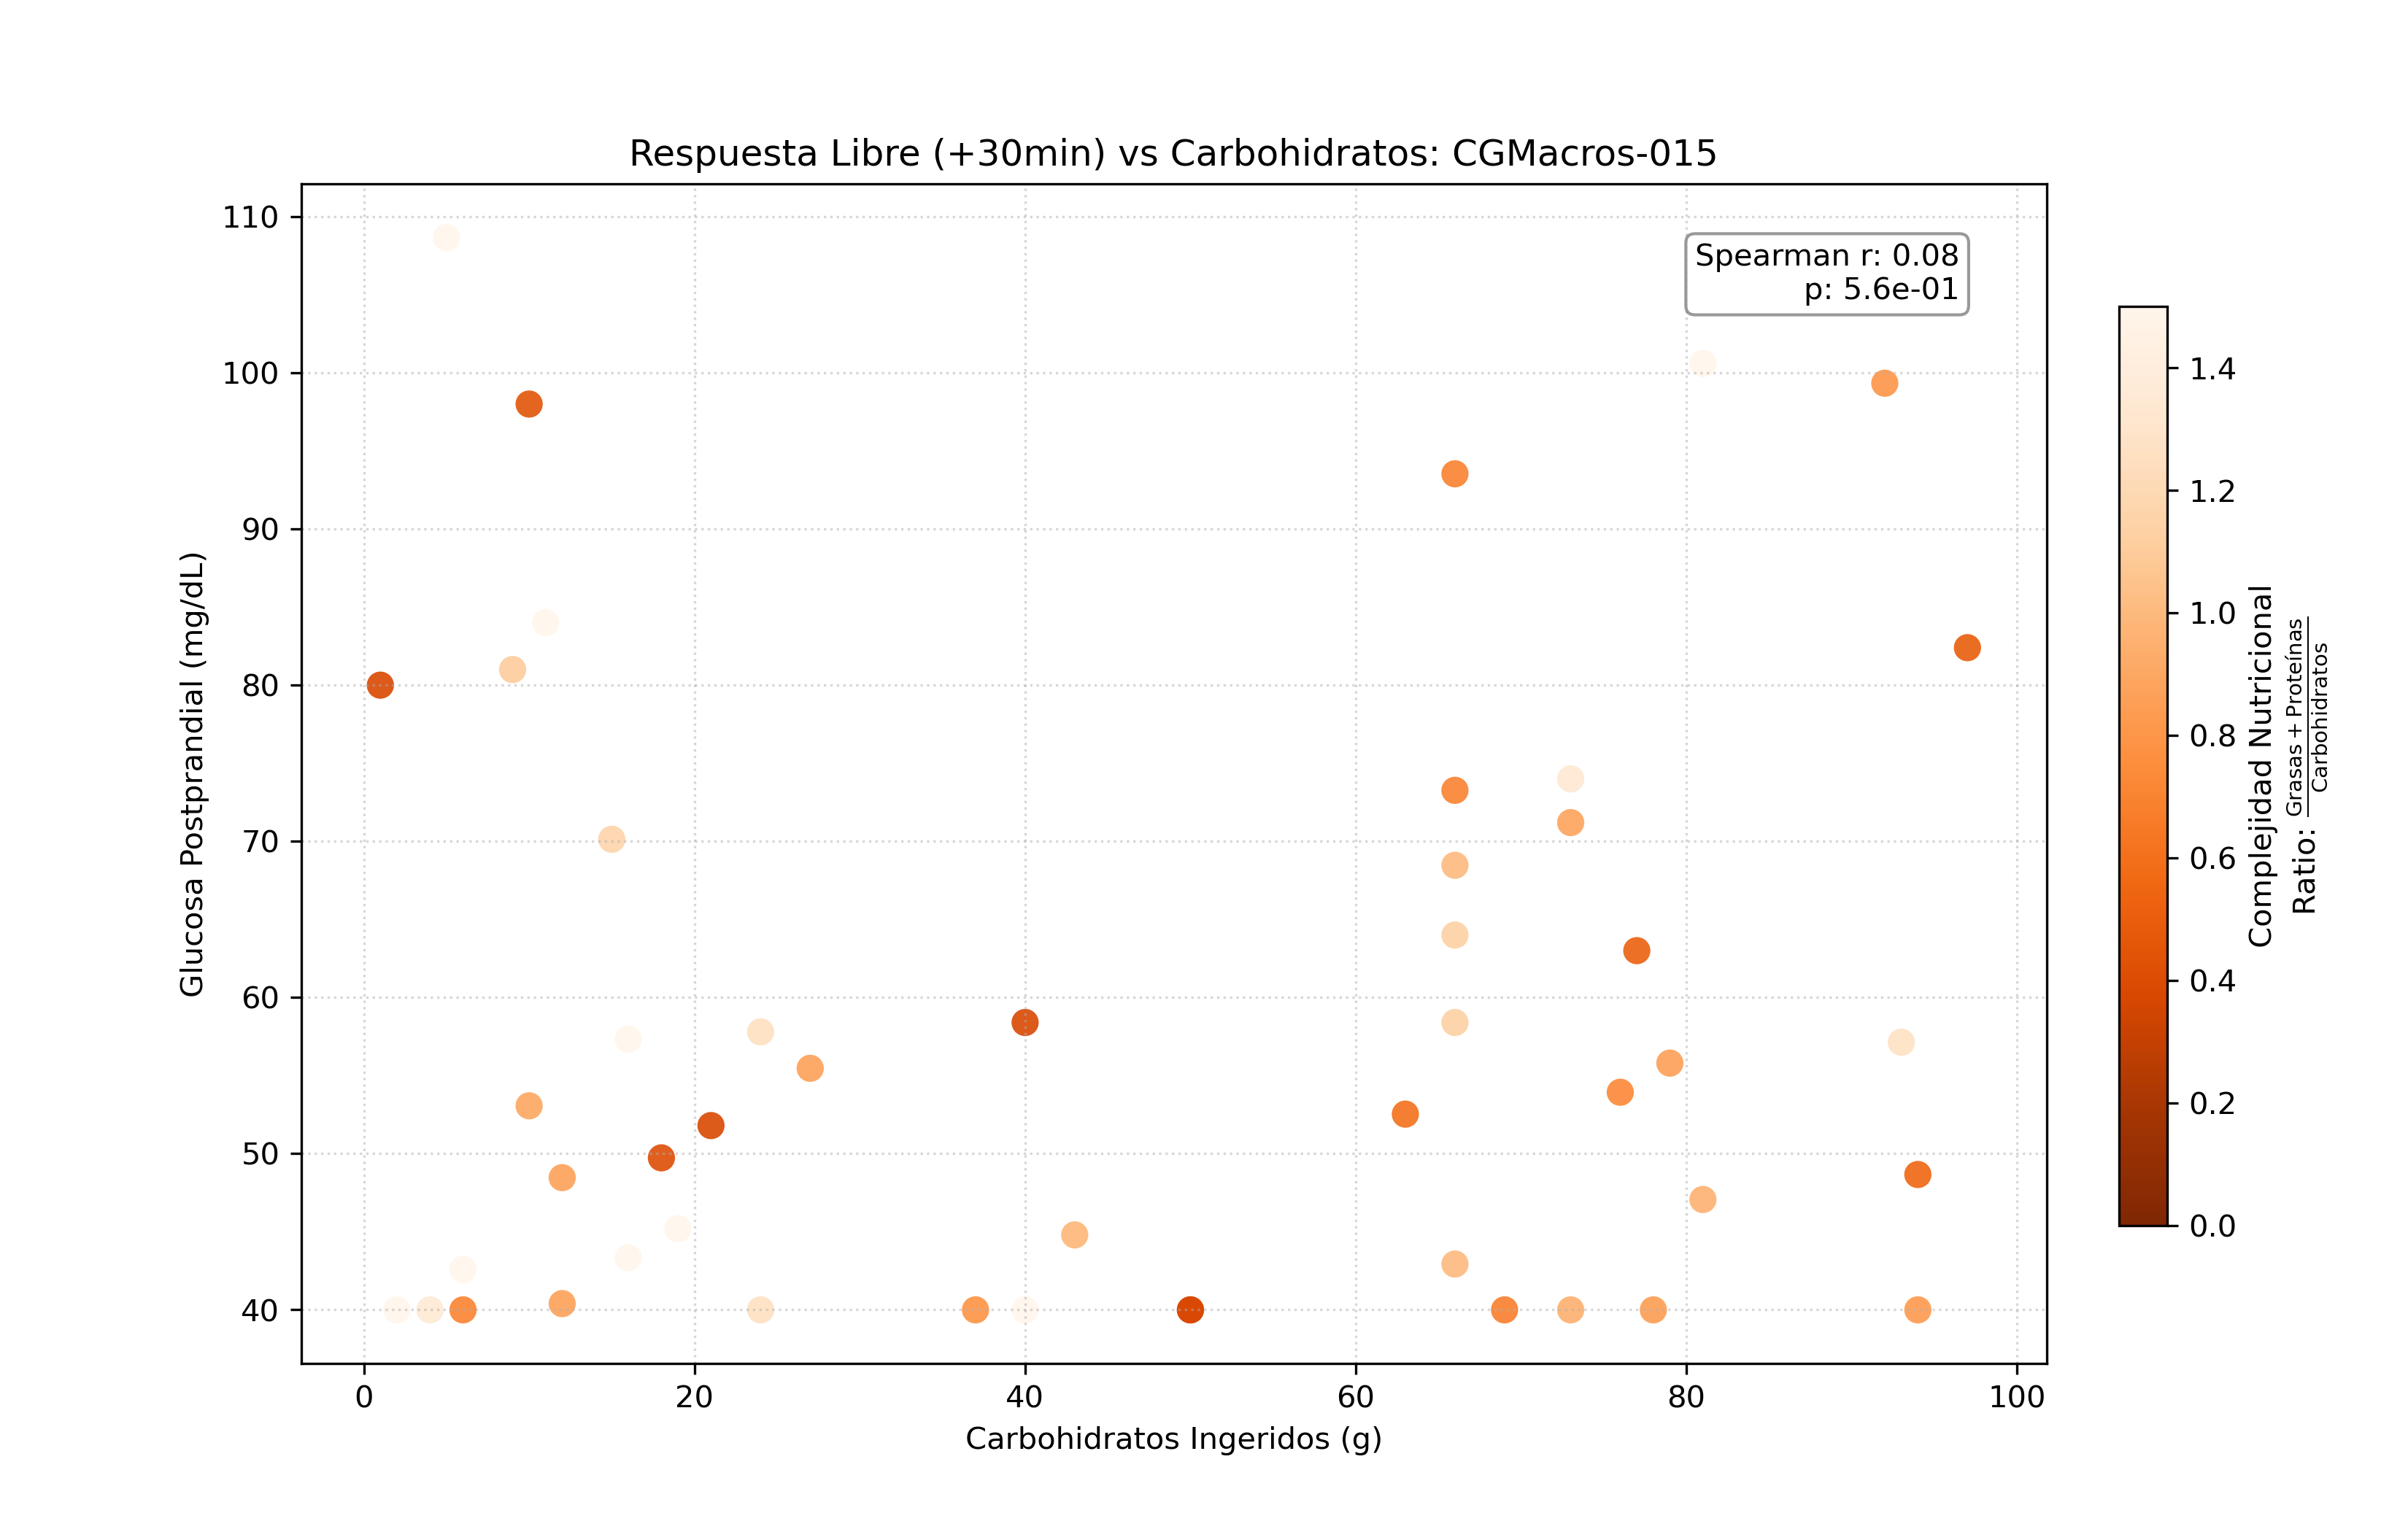 Respuesta Libre (+30min) vs Carbohidratos: CGMacros-015
Spearman r: 0.08
p: 5.6e-01
Glucosa Postprandial (mg/dL)
110
100
90
80
70
60
50
40
0
20
40
60
80
100
Carbohidratos Ingeridos (g)
1.4
1.2
1.0
0.8
0.6
0.4
0.2
0.0
Complejidad Nutricional
Ratio: Grasas + Proteínas
Carbohidratos